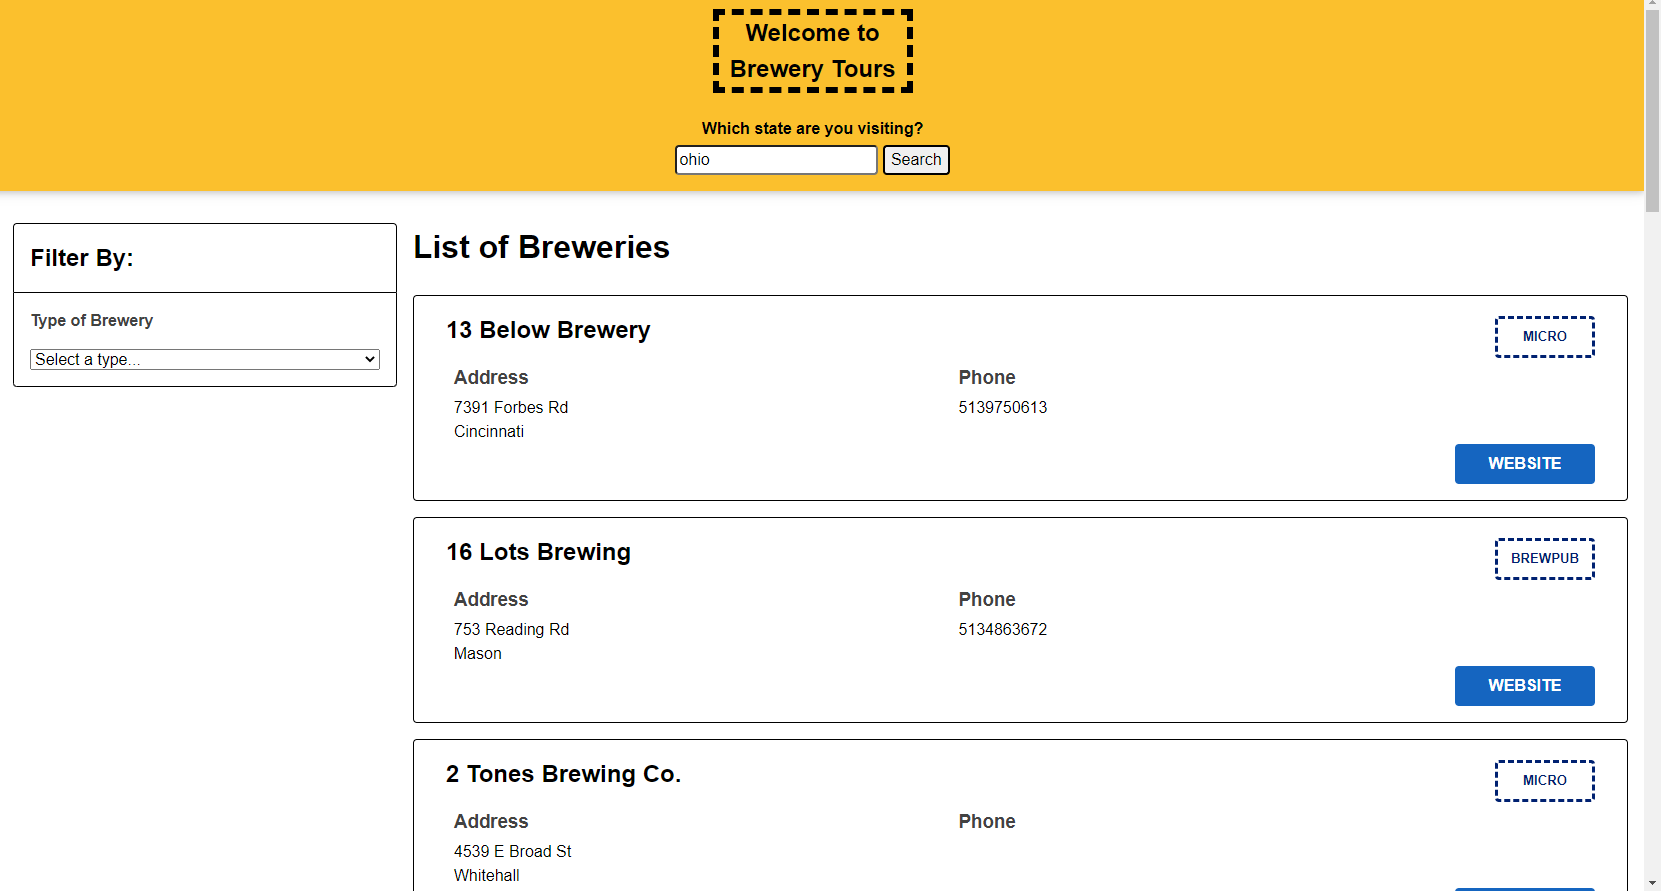 Welcome to
Brewery Tours
Which state are you visiting?
ohio
Search
Filter By:
Type of Brewery
Select a type...
List of Breweries
13 Below Brewery
MICRO
Address
Phone
7391 Forbes Rd
5139750613
Cincinnati
WEBSITE
16 Lots Brewing
BREWPUB
Address
Phone
753 Reading Rd
5134863672
Mason
WEBSITE
2 Tones Brewing Co.
MICRO
Address
Phone
4539 E Broad St
Whitehall